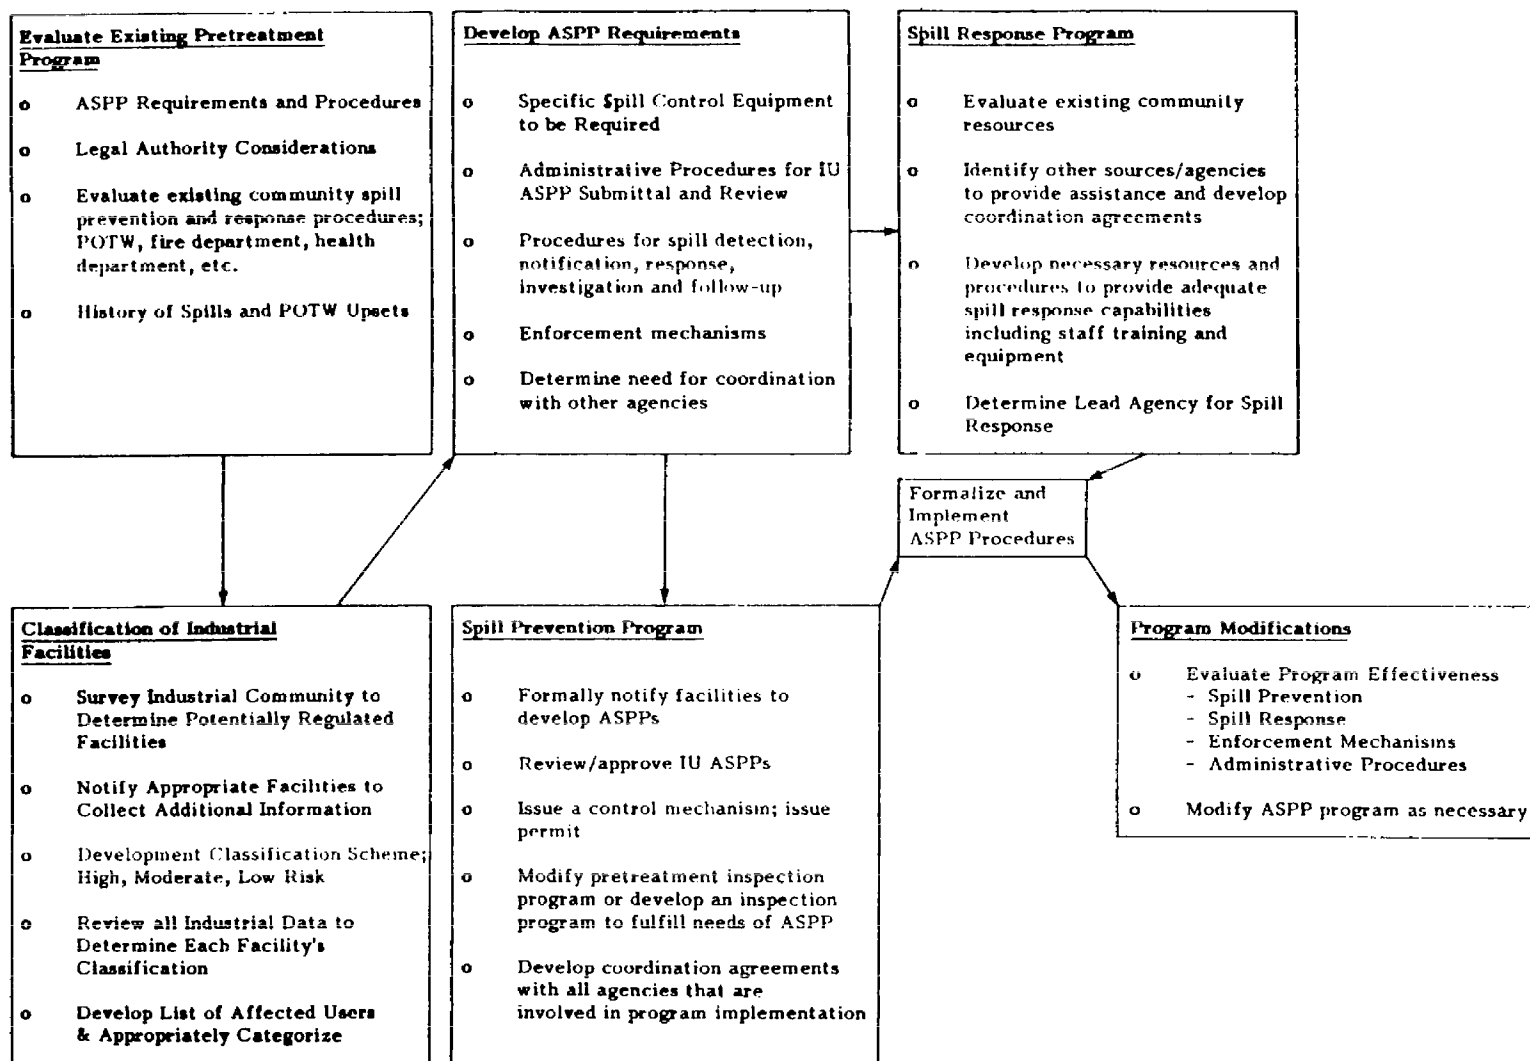 Evaluate Existing Pretreatment
Program
o ASPP Requirements and Procedures
o Legal Authority Considerations
o Evaluate existing community spill
prevention and response procedures;
POTW, fire department, health
department, etc.
o History of Spills and POTW Upsets
Develop ASPP Requirements
o Specific Spill Control Equipment
to be Required
o Administrative Procedures for IU
ASPP Submittal and Review
o Procedures for spill detection,
notification, response,
investigation and follow-up
o Enforcement mechanisms
o Determine need for coordination
with other agencies
Spill Response Program
o Evaluate existing community
resources
o Identify other sources/agencies
to provide assistance and develop
coordination agreements
o Develop necessary resources and
procedures to provide adequate
spill response capabilities
including staff training and
equipment
o Determine Lead Agency for Spill
Response
Formalize and
Implement
ASPP Procedures
Classification of Industrial
Facilities
o Survey Industrial Community to
Determine Potentially Regulated
Facilities
o Notify Appropriate Facilities to
Collect Additional Information
o Development Classification Scheme;
High, Moderate, Low Risk
o Review all Industrial Data to
Determine Each Facility's
Classification
o Develop List of Affected Users
& Appropriately Categorize
Spill Prevention Program
o Formally notify facilities to
develop ASPPs
o Review/approve IU ASPPs
o Issue a control mechanism; issue
permit
o Modify pretreatment inspection
program or develop an inspection
program to fulfill needs of ASPP
o Develop coordination agreements
with all agencies that are
involved in program implementation
Program Modifications
o Evaluate Program Effectiveness
- Spill Prevention
- Spill Response
- Enforcement Mechanisms
- Administrative Procedures
o Modify ASPP program as necessary